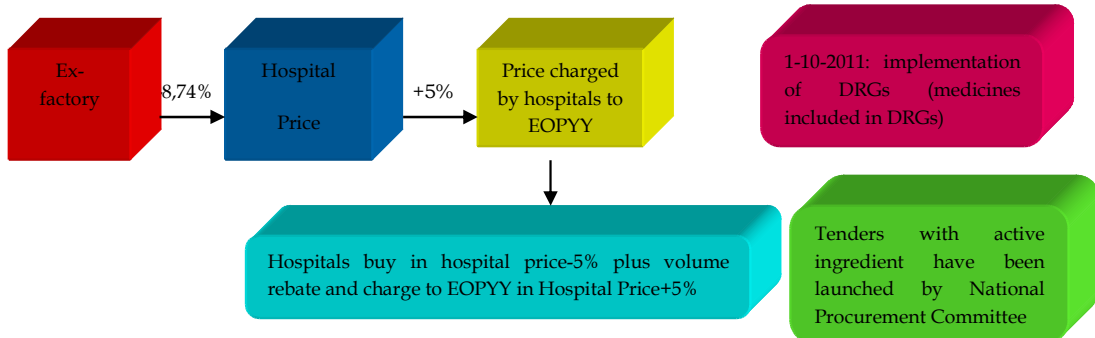 Ex-
factory
8,74%
Hospital
Price
+5%
Price charged
by hospitals to
EOPYY
1-10-2011: implementation
of DRGs (medicines
included in DRGs)
Hospitals buy in hospital price-5% plus volume
rebate and charge to EOPYY in Hospital Price+5%
Tenders with active
ingredient have been
launched by National
Procurement Committee